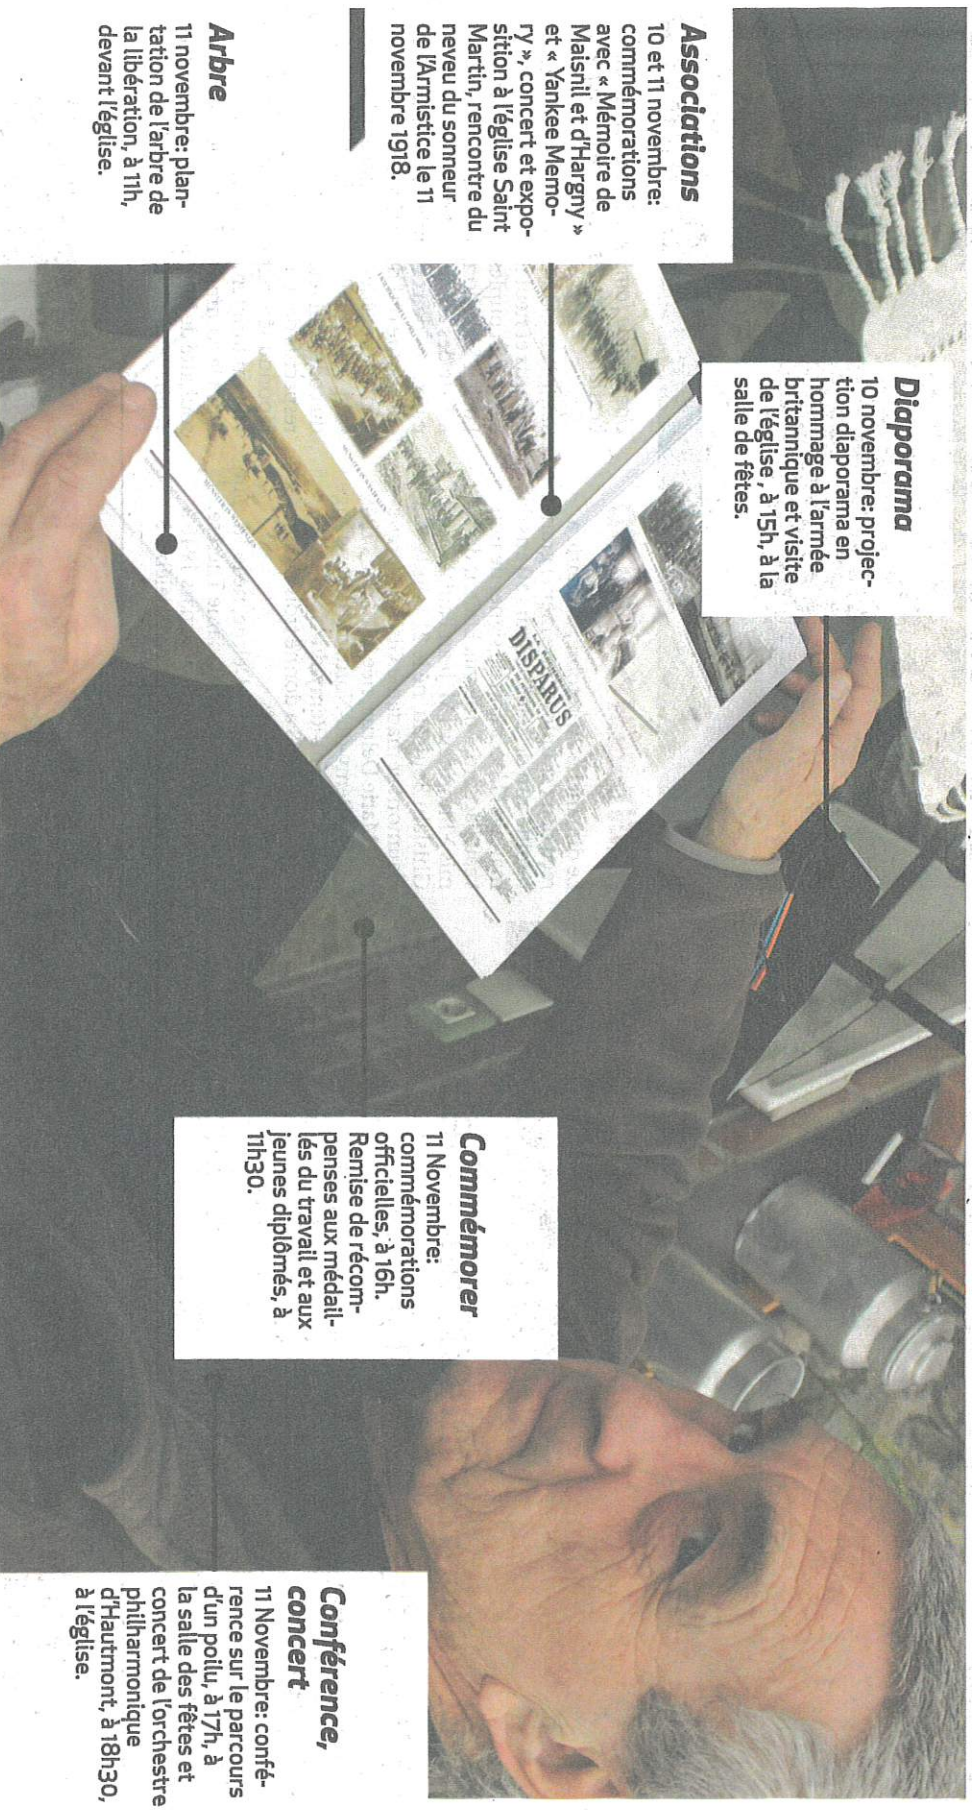 Associations
10 et 11 novembre:
commémorations
avec « Mémoire de
Maisnil et d'Hargny »
et « Yankee Memo-
ry », concert et expo-
sition à l'église Saint
Martin, rencontre du
neveu du sonneur
de l'Armistice le 11
novembre 1918.
Arbre
11 novembre: plan-
tation de l'arbre de
la libération, à 11h,
devant l'église.
Diaporama
10 novembre: projec-
tion diaporama en
hommage à l'armée
britannique et visite
de l'église , à 15h, à la
salle de fêtes.
DISPARUS
Commémorer
11 Novembre:
commémorations
officielles, à 16h.
Remise de récom-
penses aux médail-
lés du travail et aux
jeunes diplômés, à
11h30.
Conférence,
concert
11 Novembre: confé-
rence sur le parcours
d'un poilu, à 17h, à
la salle des fêtes et
concert de l'orchestre
philharmonique
d'Hautmont, à 18h30,
à l'église.